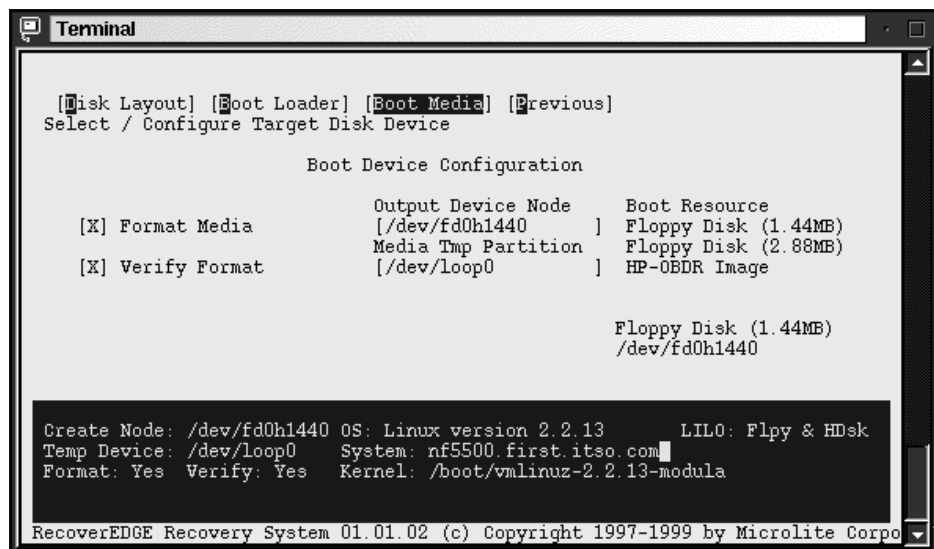 Terminal
[Disk Layout] [Boot Loader] [Boot Media] [Previous]
Select / Configure Target Disk Device
Boot Device Configuration
Output Device Node Boot Resource
[X] Format Media [/dev/fd0h1440 ] Floppy Disk (1.44MB)
Media Tmp Partition Floppy Disk (2.88MB)
[X] Verify Format [/dev/loop0 ] HP-OBDR Image
Floppy Disk (1.44MB)
/dev/fd0h1440
Create Node: /dev/fd0h1440 OS: Linux version 2.2.13 LILO: Flpy & HDsk
Temp Device: /dev/loop0 System: nf5500.first.itso.com
Format: Yes Verify: Yes Kernel: /boot/vmlinuz-2.2.13-modula
RecoverEDGE Recovery System 01.01.02 (c) Copyright 1997-1999 by Microlite Corpo